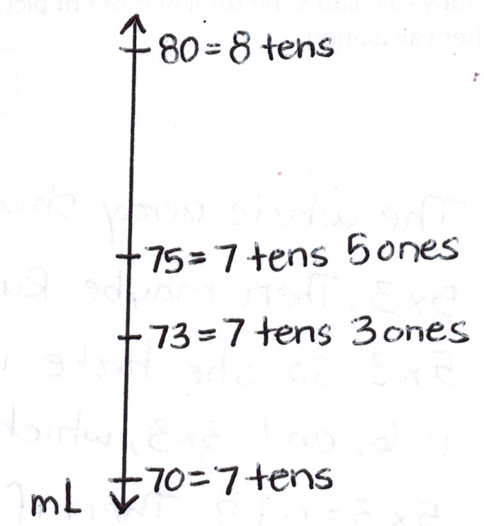 80 = 8 tens
75 = 7 tens 5 ones
73 = 7 tens 3 ones
70 = 7 tens
mL